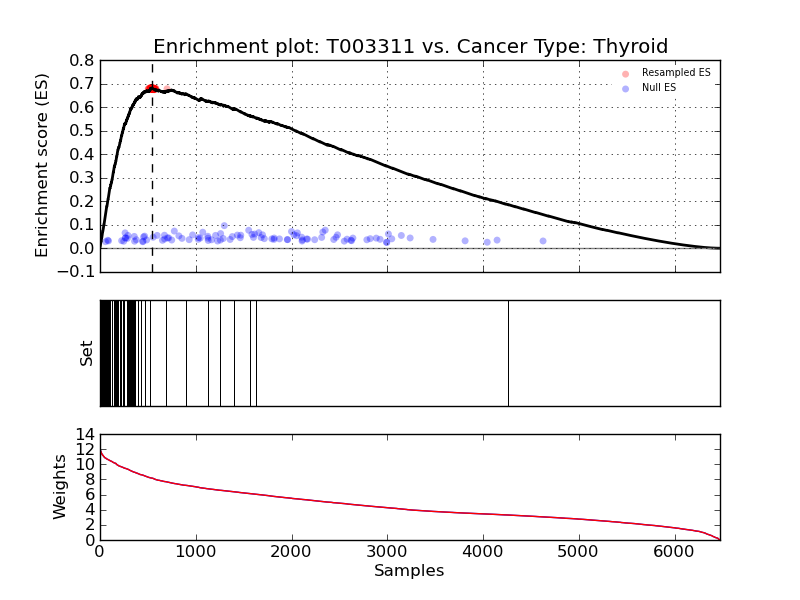 Enrichment plot: T003311 vs. Cancer Type: Thyroid
Enrichment score (ES)
0.8
0.7
0.6
0.5
0.4
0.3
0.2
0.1
0.0
−0.1
Resampled ES
Null ES
Set
Weights
14
12
10
8
6
4
2
0
0 1000 2000 3000 4000 5000 6000
Samples